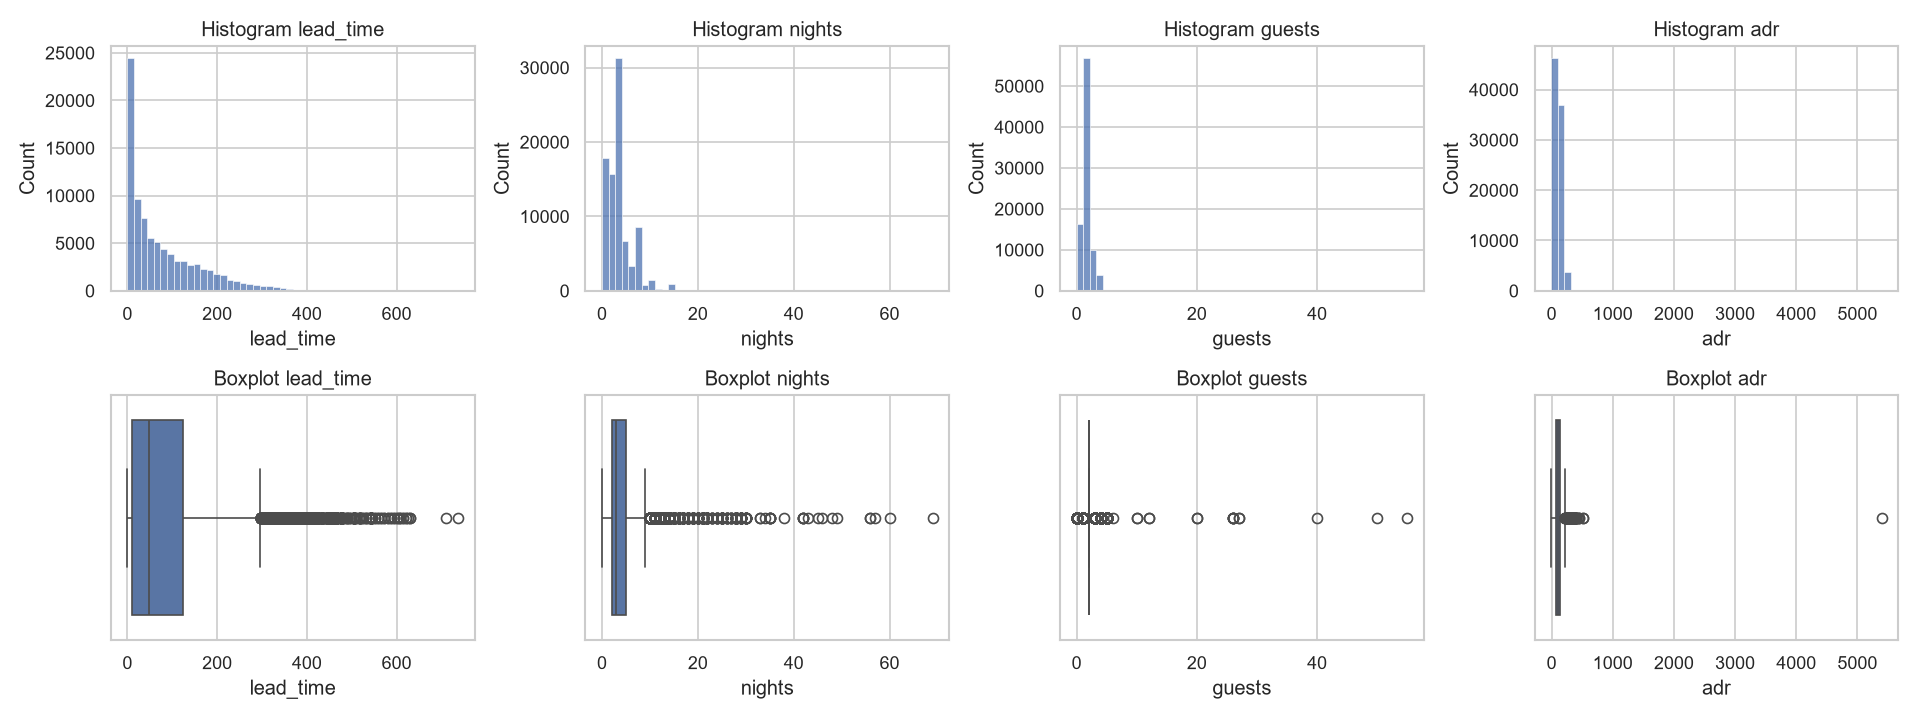 Histogram lead_time
25000
20000
15000
10000
5000
0
Count
0 200 400 600
lead_time
Histogram nights
30000
20000
10000
0
Count
0 20 40 60
nights
Histogram guests
50000
40000
30000
20000
10000
0
Count
0 20 40
guests
Histogram adr
40000
30000
20000
10000
0
Count
0 1000 2000 3000 4000 5000
adr
Boxplot lead_time
0 200 400 600
lead_time
Boxplot nights
0 20 40 60
nights
Boxplot guests
0 20 40
guests
Boxplot adr
0 1000 2000 3000 4000 5000
adr